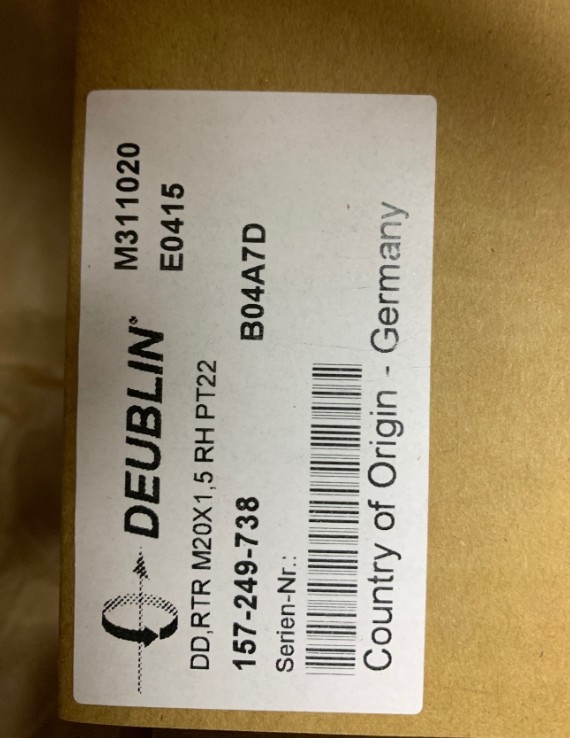 DEUBLIN
M311020
E0415
DD,RTR M20X1,5 RH PT22
157-249-738
B04A7D
Serien-Nr.:
Country of Origin - Germany